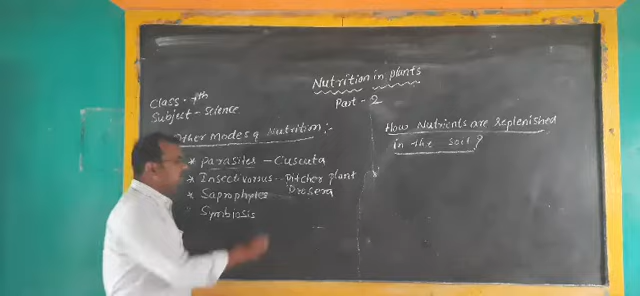 Nutrition in plants
Part - 2
Class - 7th
Subject - Science
Other Modes of Nutrition :-
* Parasites - Cuscuta
* Insectivorous - Pitcher plant
Drosera
* Saprophytes
Symbiosis
How Nutrients are replenished
in the soil?